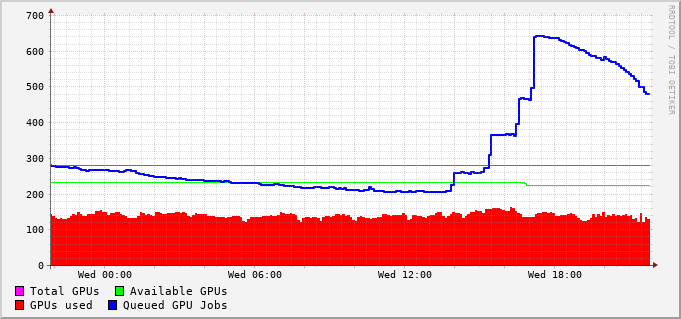 700
600
500
400
300
200
100
0
Wed 00:00 Wed 06:00 Wed 12:00 Wed 18:00
Total GPUs Available GPUs
GPUs used Queued GPU Jobs
RRDTOOL / TOBI OETIKER